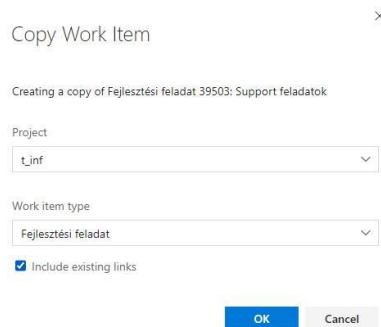 Copy Work Item
Creating a copy of Fejlesztési feladat 39503: Support feladatok
Project
t_inf
Work item type
Fejlesztési feladat
Include existing links
OK
Cancel